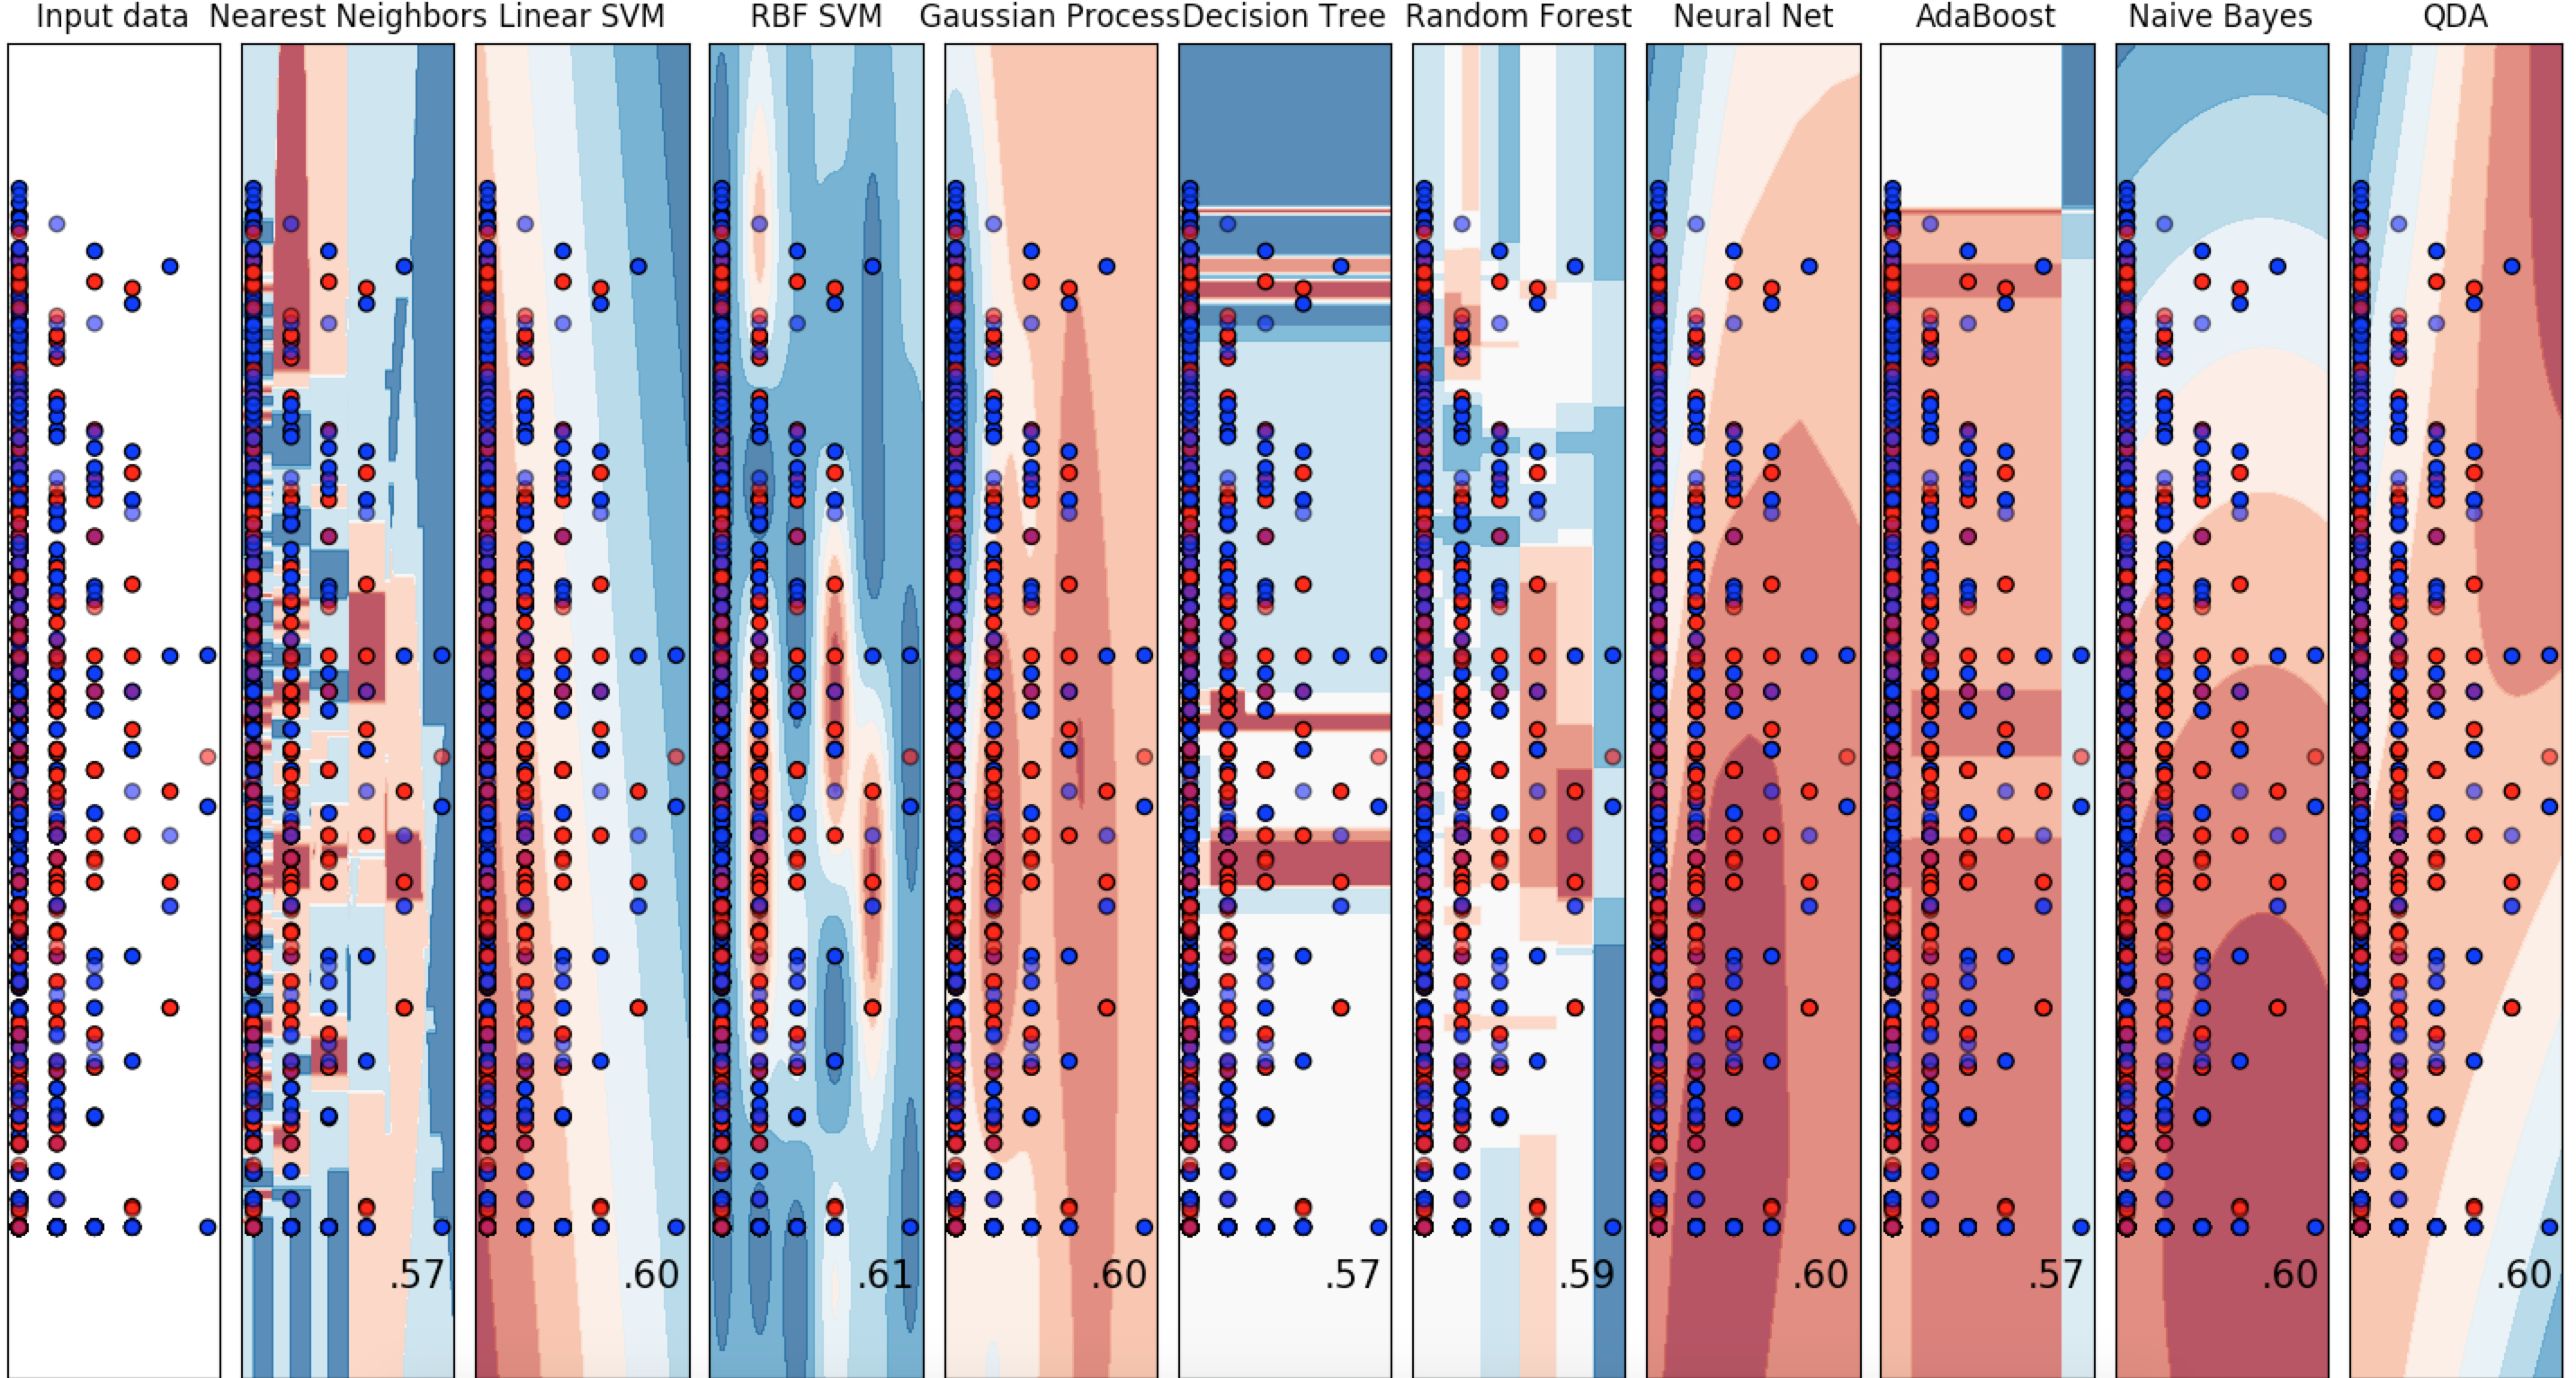 Input data Nearest Neighbors Linear SVM RBF SVM Gaussian Process Decision Tree Random Forest Neural Net AdaBoost Naive Bayes QDA
.57 .60 .61 .60 .57 .59 .60 .57 .60 .60